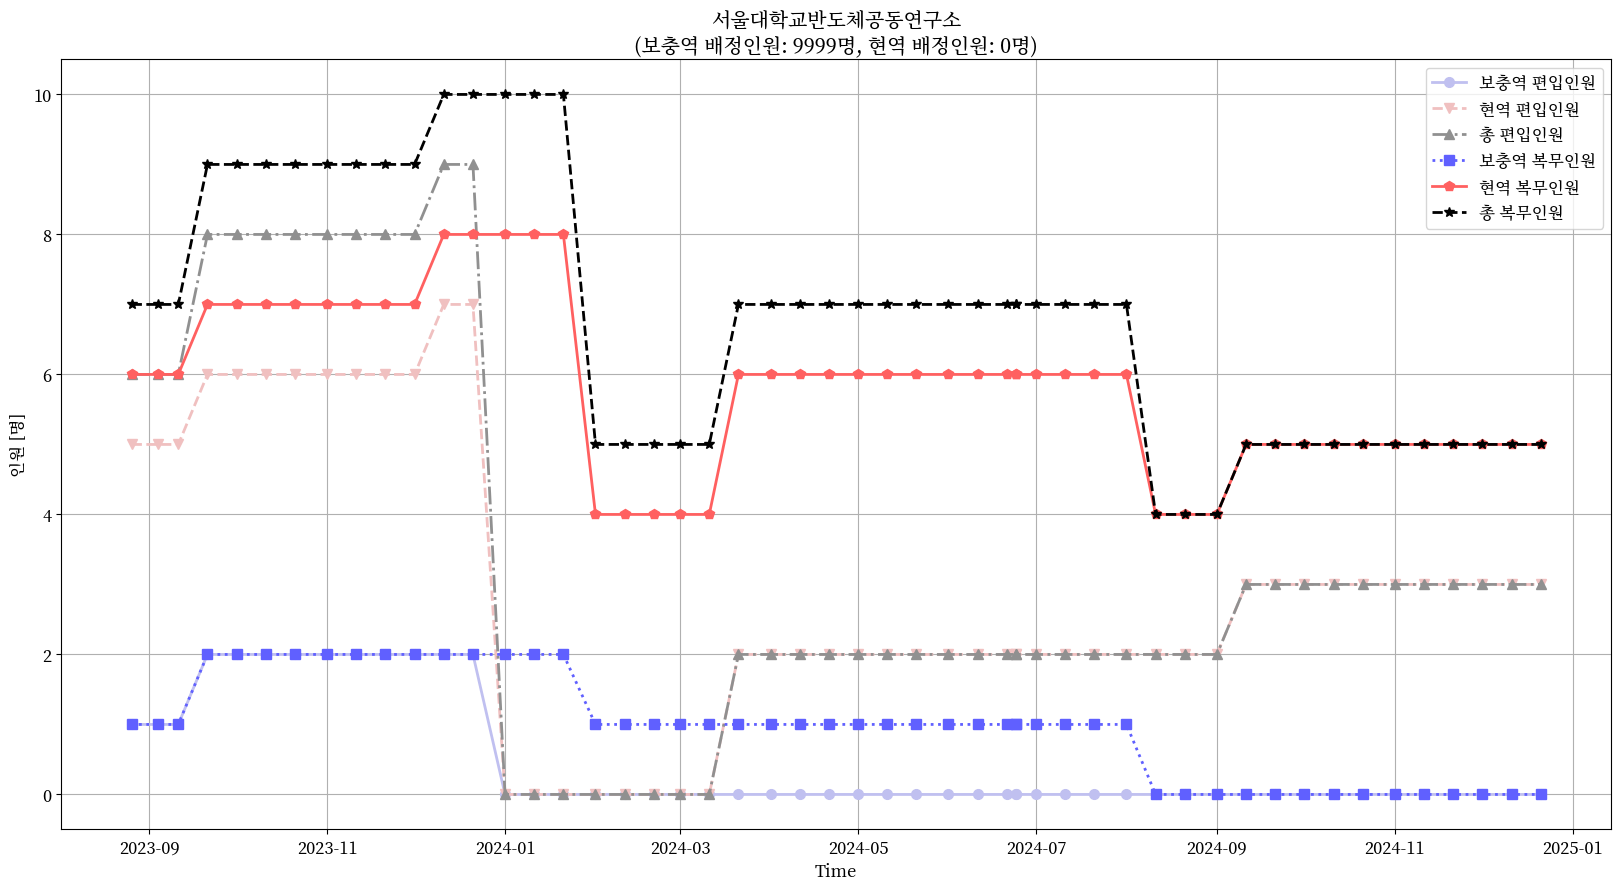 서울대학교반도체공동연구소
(보충역 배정인원: 9999명, 현역 배정인원: 0명)
보충역 편입인원
현역 편입인원
총 편입인원
보충역 복무인원
현역 복무인원
총 복무인원
인원 [명]
10
8
6
4
2
0
2023-09
2023-11
2024-01
2024-03
2024-05
2024-07
2024-09
2024-11
2025-01
Time